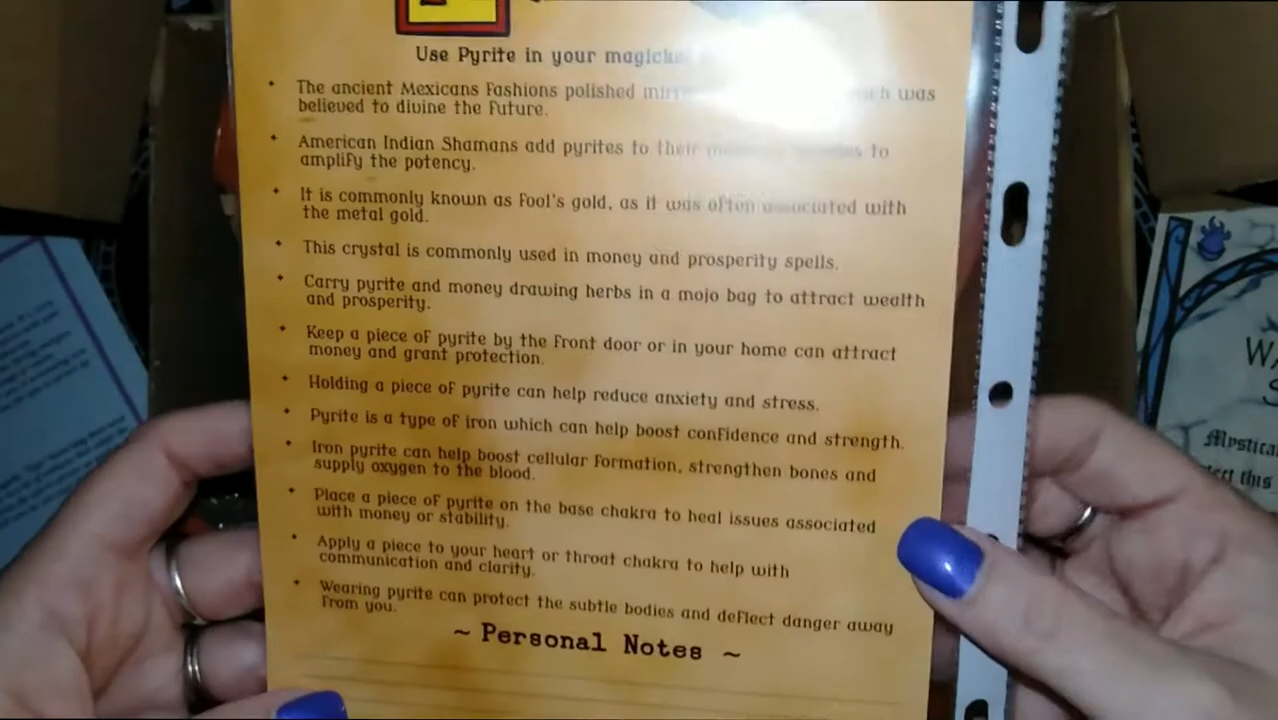 Use Pyrite in your magick
The ancient Mexicans Fashions polished which was
believed to divine the Future.
American Indian Shamans add pyrites to their to
amplify the potency.
It is commonly known as Fool's gold, as it was often associated with
the metal gold.
This crystal is commonly used in money and prosperity spells.
Carry pyrite and money drawing herbs in a mojo bag to attract wealth
and prosperity.
Keep a piece of pyrite by the Front door or in your home can attract
money and grant protection.
Holding a piece of pyrite can help reduce anxiety and stress.
Pyrite is a type of iron which can help boost confidence and strength.
Iron pyrite can help boost cellular Formation, strengthen bones and
supply oxygen to the blood.
Place a piece of pyrite on the base chakra to heal issues associated
with money or stability.
Apply a piece to your heart or throat chakra to help with
communication and clarity.
Wearing pyrite can protect the subtle bodies and deflect danger away
From you.
~ Personal Notes ~
Mystica
this